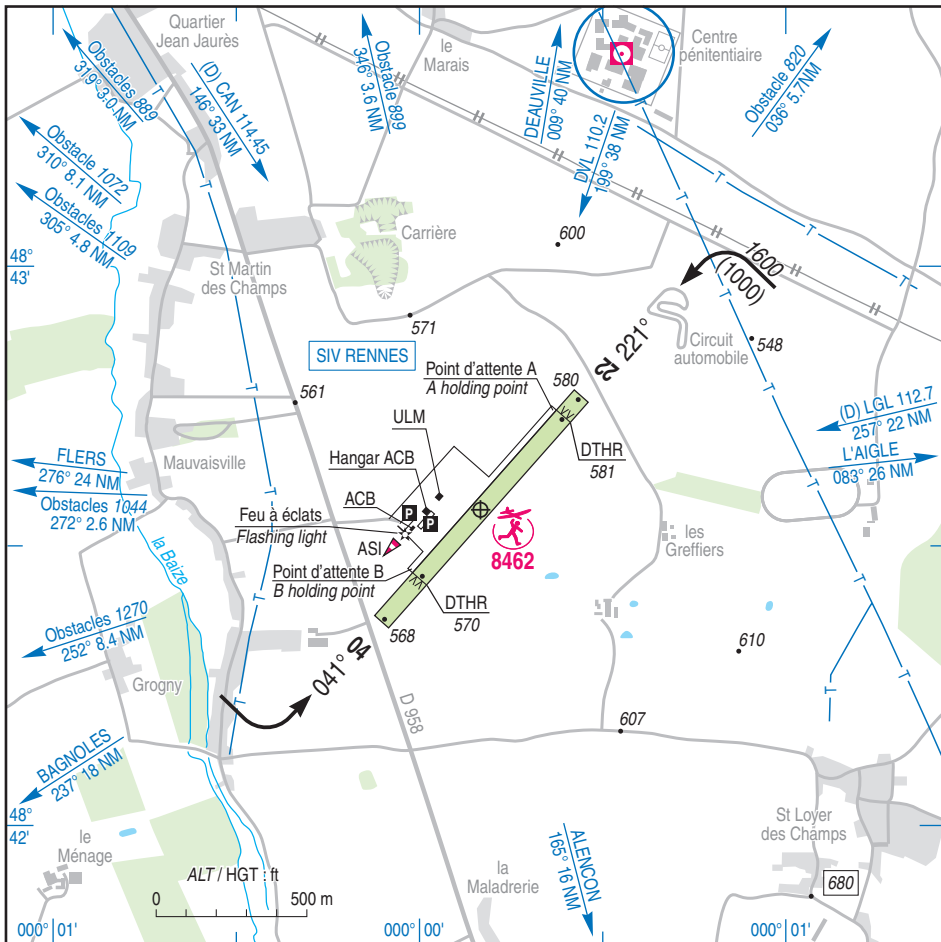 Quartier
Jean Jaurès
le
Marais
Centre
pénitentiaire
Obstacles 889
319° 3.0 NM
(D) CAN 114.45
146° 33 NM
Obstacle 899
346° 3.6 NM
DEAUVILLE
009° 40 NM
DVL 110.2
199° 38 NM
Obstacle 820
036° 5.7NM
Obstacle 1072
310° 8.1 NM
Obstacles 1109
305° 4.8 NM
48°
43'
St Martin
des Champs
Carrière
600
1600
(1000)
571
SIV RENNES
22 221°
Circuit
automobile
548
Point d'attente A
A holding point
580
561
ULM
DTHR
581
(D) LGL 112.7
257° 22 NM
L'AIGLE
083° 26 NM
FLERS
276° 24 NM
Obstacles 1044
272° 2.6 NM
Mauvaisville
Hangar ACB
ACB
P
P
Feu à éclats
Flashing light
ASI
8462
les
Greffiers
la Baize
Point d'attente B
B holding point
DTHR
570
568
Obstacles 1270
252° 8.4 NM
Grogny
041° 04
610
D 958
607
BAGNOLES
237° 18 NM
48°
42'
le
Ménage
ALT / HGT : ft
0
500 m
la
Maladrerie
ALENCON
165° 16 NM
St Loyer
des Champs
680
000° 01'
000° 00'
000° 01'
T
T
T
T
T
T
T
T
T
T
T
T